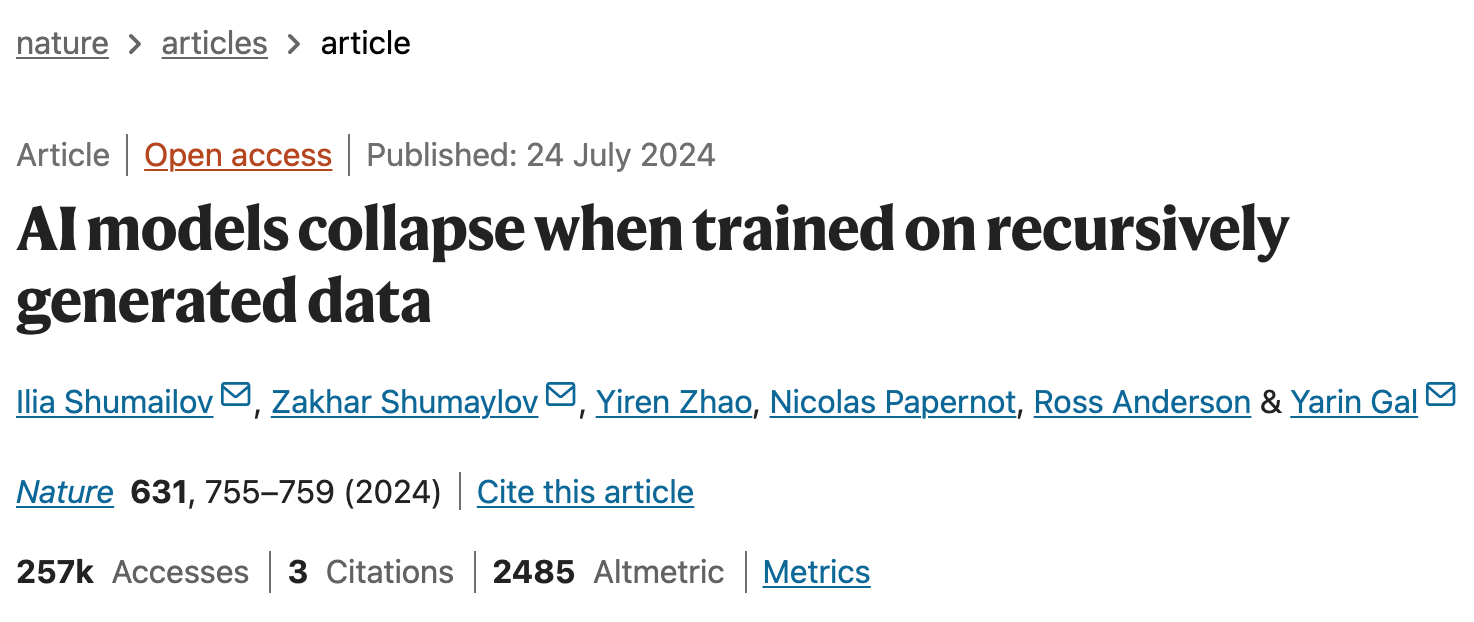 nature > articles > article
Article | Open access | Published: 24 July 2024
AI models collapse when trained on recursively
generated data
Ilia Shumailov, Zakhar Shumaylov, Yiren Zhao, Nicolas Papernot, Ross Anderson & Yarin Gal
Nature 631, 755–759 (2024) | Cite this article
257k Accesses | 3 Citations | 2485 Altmetric | Metrics